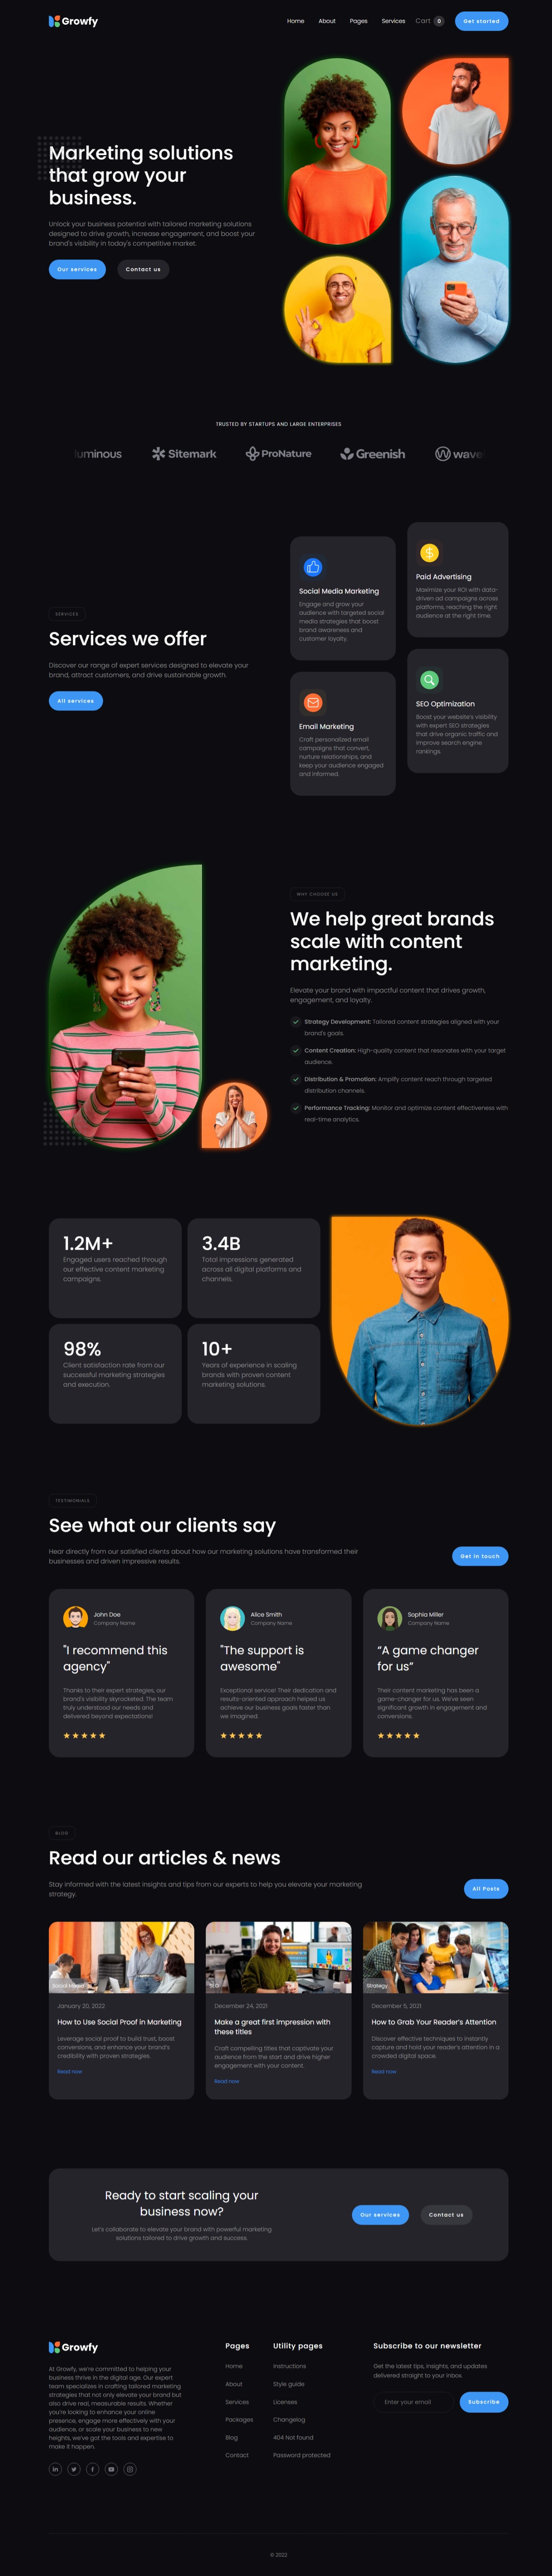 Growfy
Home
About
Pages
Services
Cart 0
Get started
Marketing solutions
that grow your
business.
Unlock your business potential with tailored marketing solutions
designed to drive growth, increase engagement, and boost your
brand's visibility in today's competitive market.
Our services
Contact us
TRUSTED BY STARTUPS AND LARGE ENTERPRISES
luminous
Sitemark
ProNature
Greenish
wave
SERVICES
Services we offer
Discover our range of expert services designed to elevate your
brand, attract customers, and drive sustainable growth.
All services
Social Media Marketing
Engage and grow your
audience with targeted social
media strategies that boost
brand awareness and
customer loyalty.
Email Marketing
Craft personalized email
campaigns that convert,
nurture relationships, and
keep your audience engaged
and informed.
Paid Advertising
Maximize your ROI with data-
driven ad campaigns across
platforms, reaching the right
audience at the right time.
SEO Optimization
Boost your website's visibility
with expert SEO strategies
that drive organic traffic and
improve search engine
rankings.
WHY CHOOSE US
We help great brands
scale with content
marketing.
Elevate your brand with impactful content that drives growth,
engagement, and loyalty.
Strategy Development: Tailored content strategies aligned with your
brand's goals.
Content Creation: High-quality content that resonates with your target
audience.
Distribution & Promotion: Amplify content reach through targeted
distribution channels.
Performance Tracking: Monitor and optimize content effectiveness with
real-time analytics.
1.2M+
Engaged users reached through
our effective content marketing
campaigns.
3.4B
Total impressions generated
across all digital platforms and
channels.
98%
Client satisfaction rate from our
successful marketing strategies
and execution.
10+
Years of experience in scaling
brands with proven content
marketing solutions.
TESTIMONIALS
See what our clients say
Hear directly from our satisfied clients about how our marketing solutions have transformed their
businesses and driven impressive results.
Get in touch
John Doe
Company Name
"I recommend this
agency"
Thanks to their expert strategies, our
brand's visibility skyrocketed. The team
truly understood our needs and
delivered beyond expectations!
Alice Smith
Company Name
"The support is
awesome"
Exceptional service! Their dedication and
results-oriented approach helped us
achieve our business goals faster than
we imagined.
Sophia Miller
Company Name
“A game changer
for us”
Their content marketing has been a
game-changer for us. We've seen
significant growth in engagement and
conversions.
BLOG
Read our articles & news
Stay informed with the latest insights and tips from our experts to help you elevate your marketing
strategy.
All Posts
Social Media
January 20, 2022
How to Use Social Proof in Marketing
Leverage social proof to build trust, boost
conversions, and enhance your brand's
credibility with proven strategies.
Read now
December 24, 2021
Make a great first impression with
these titles
Craft compelling titles that captivate your
audience from the start and drive higher
engagement with your content.
Read now
Strategy
December 5, 2021
How to Grab Your Reader’s Attention
Discover effective techniques to instantly
capture and hold your reader's attention in a
crowded digital space.
Read now
Ready to start scaling your
business now?
Let's collaborate to elevate your brand with powerful marketing
solutions tailored to drive growth and success.
Our services
Contact us
Growfy
At Growfy, we're committed to helping your
business thrive in the digital age. Our expert
team specializes in crafting tailored marketing
strategies that not only elevate your brand but
also drive real, measurable results. Whether
you're looking to enhance your online
presence, engage more effectively with your
audience, or scale your business to new
heights, we've got the tools and expertise to
make it happen.
Pages
Home
About
Services
Packages
Blog
Contact
Utility pages
Instructions
Style guide
Licenses
Changelog
404 Not found
Password protected
Subscribe to our newsletter
Get the latest tips, insights, and updates
delivered straight to your inbox.
Enter email
Subscribe
© 2022